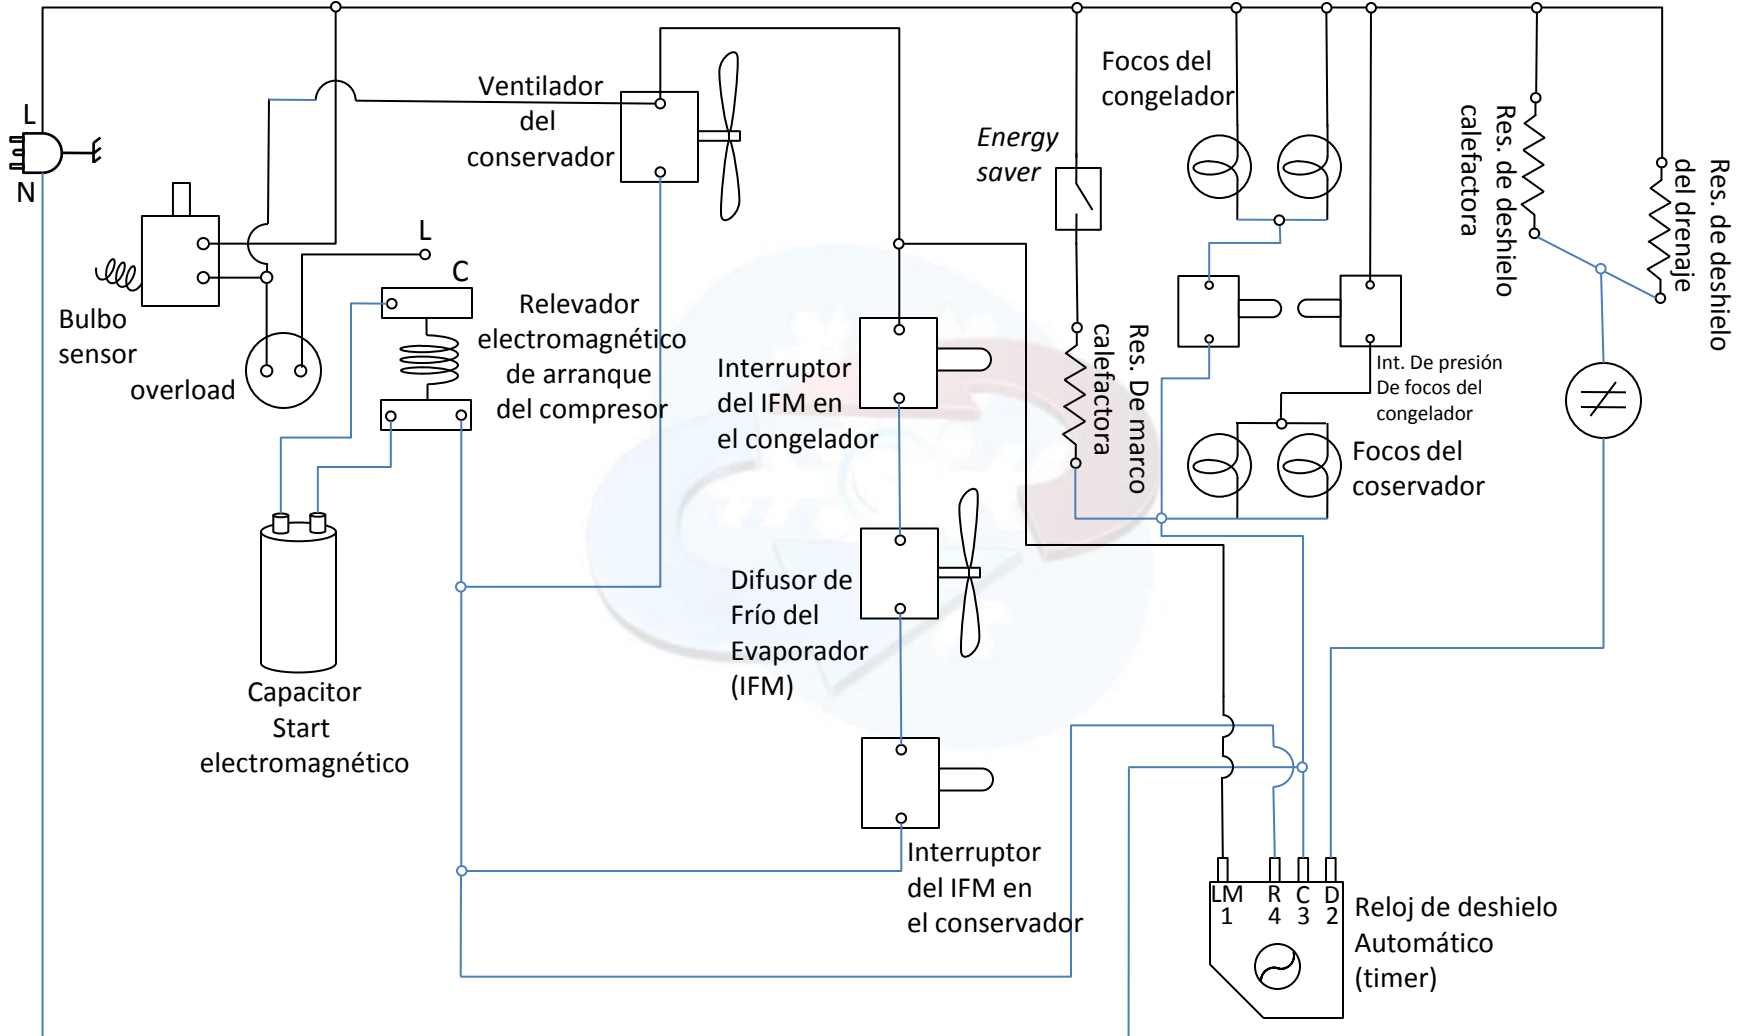 L
N
Bulbo
sensor
overload
L
C
Relevador
electromagnético
de arranque
del compresor
Capacitor
Start
electromagnético
Ventilador
del
conservador
Interruptor
del IFM en
el congelador
Difusor de
Frío del
Evaporador
(IFM)
Interruptor
del IFM en
el conservador
Energy
saver
Res. De marco
calefactora
Focos del
congelador
Int. De presión
De focos del
congelador
Focos del
coservador
Res. de deshielo
calefactora
Res. de deshielo
del drenaje
LM R C D
1 4 3 2
Reloj de deshielo
Automático
(timer)